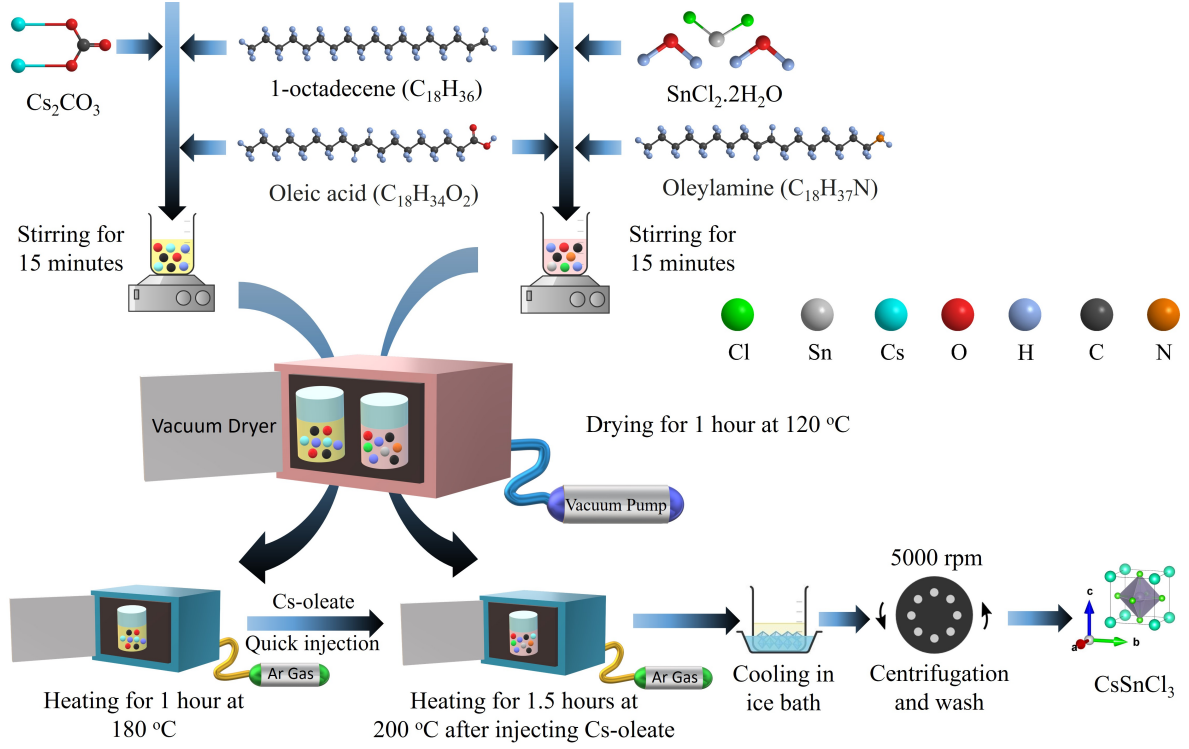 Cs₂CO₃
1-octadecene (C₁₈H₃₆)
SnCl₂.2H₂O
Oleic acid (C₁₈H₃₄O₂)
Oleylamine (C₁₈H₃₇N)
Stirring for
15 minutes
Stirring for
15 minutes
Cl
Sn
Cs
O
H
C
N
Vacuum Dryer
Drying for 1 hour at 120 °C
Vacuum Pump
Ar Gas
Heating for 1 hour at
180 °C
Cs-oleate
Quick injection
Ar Gas
Heating for 1.5 hours at
200 °C after injecting Cs-oleate
Cooling in
ice bath
5000 rpm
Centrifugation
and wash
c
a
b
CsSnCl₃